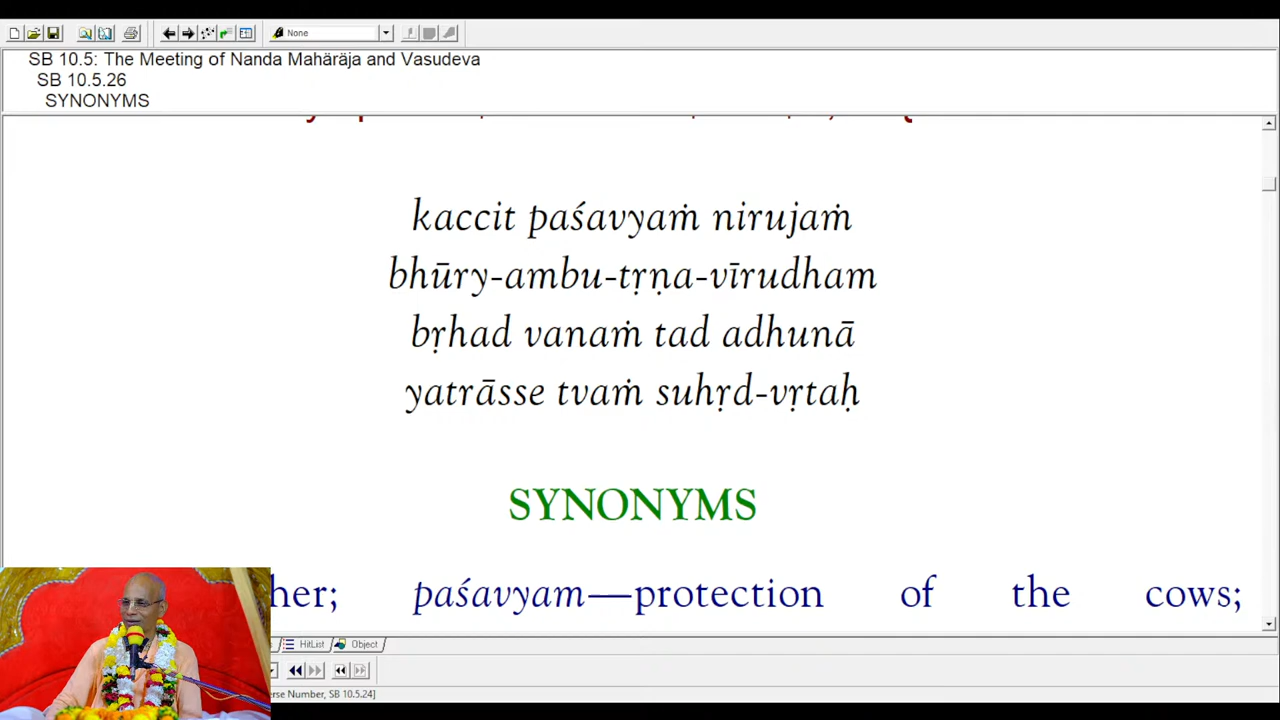 None
SB 10.5: The Meeting of Nanda Mahäräja and Vasudeva
SB 10.5.26
SYNONYMS
kaccit paśavyaṁ nirujaṁ
bhūry-ambu-tṛṇa-vīrudham
bṛhad vanaṁ tad adhunā
yatrāsse tvaṁ suhṛd-vṛtaḥ
SYNONYMS
her; paśavyam—protection of the cows;
HitList Object
erse Number, SB 10.5.24]